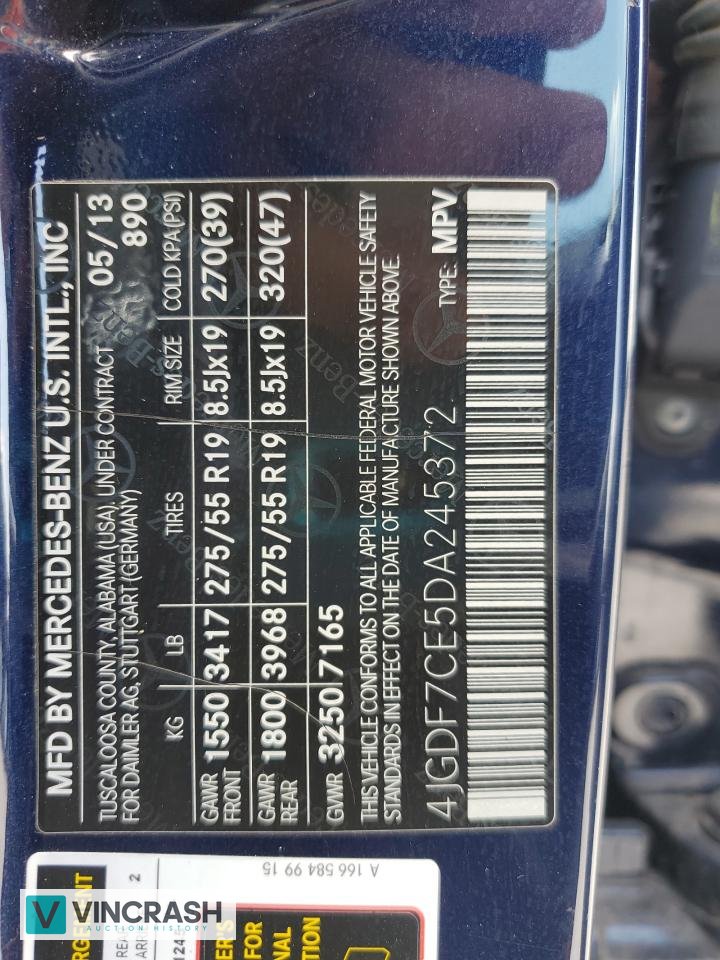 MFD BY MERCEDES-BENZ U.S. INTL., INC
TUSCALOOSA COUNTY, ALABAMA (USA), UNDER CONTRACT 05/13
FOR DAIMLER AG, STUTTGART (GERMANY) 890
KG LB TIRES RIM SIZE COLD KPA(PSI)
GAWR FRONT 1550 3417 275/55 R19 8.5Jx19 270(39)
GAWR REAR 1800 3968 275/55 R19 8.5Jx19 320(47)
GVWR 3250 7165
THIS VEHICLE CONFORMS TO ALL APPLICABLE FEDERAL MOTOR VEHICLE SAFETY
STANDARDS IN EFFECT ON THE DATE OF MANUFACTURE SHOWN ABOVE.
4JGDF7CE5DA245372 TYPE: MPV
A 166 584 99 15
2
FOR
VINCRASH
AUCTION HISTORY